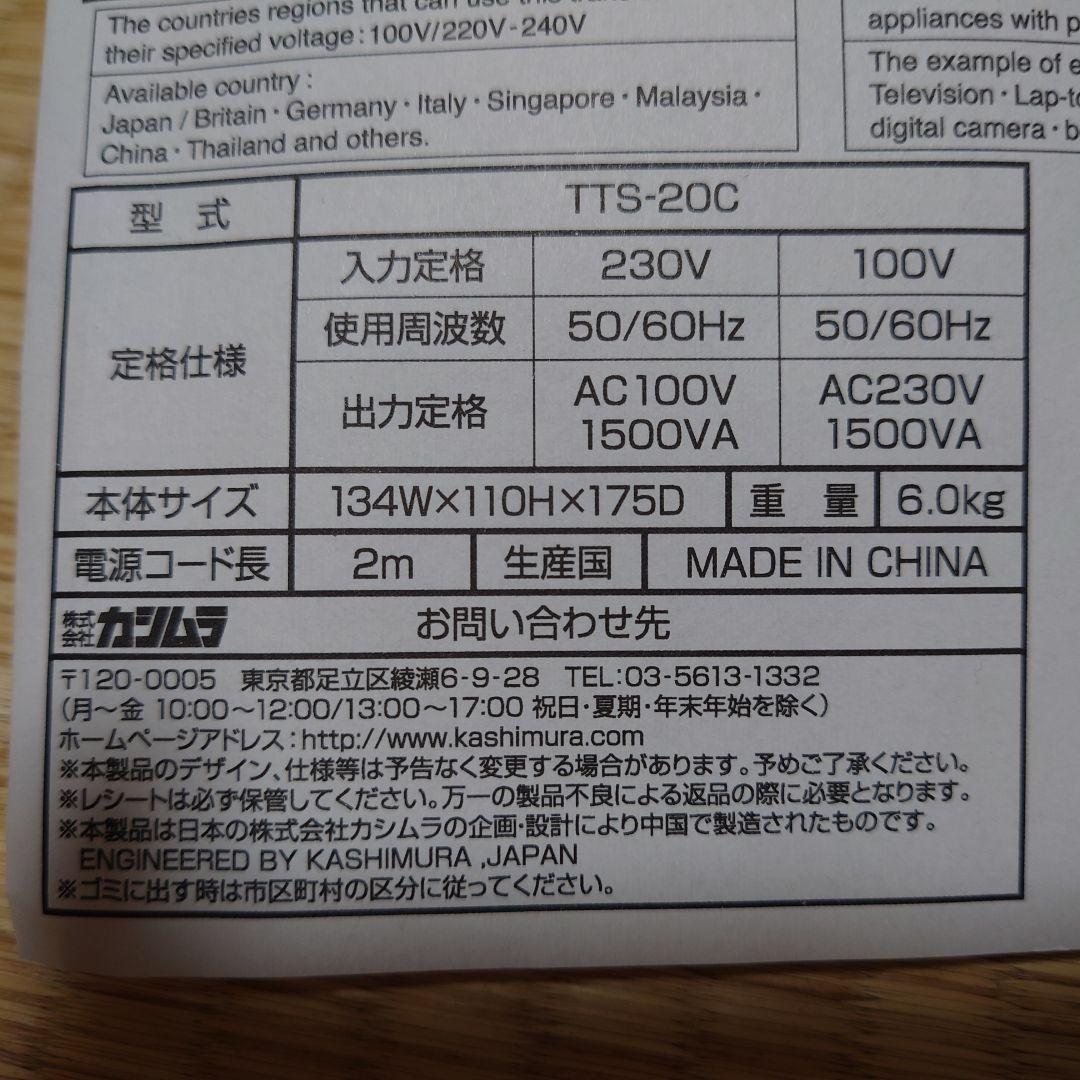 The countries regions that can use this
their specified voltage:100V/220V-240V
Available country :
Japan / Britain・Germany・Italy・Singapore・Malaysia・
China・Thailand and others.
appliances with
The example of
Television・
digital camera・
型 式 TTS-20C
定格仕様
入力定格 230V 100V
使用周波数 50/60Hz 50/60Hz
出力定格 AC100V 1500VA AC230V 1500VA
本体サイズ 134W×110H×175D 重 量 6.0kg
電源コード長 2m 生産国 MADE IN CHINA
株式会社カシムラ お問い合わせ先
〒120-0005 東京都足立区綾瀬6-9-28 TEL:03-5613-1332
(月〜金 10:00〜12:00/13:00〜17:00 祝日・夏期・年末年始を除く)
ホームページアドレス:http://www.kashimura.com
※本製品のデザイン、仕様等は予告なく変更する場合があります。予めご了承ください。
※レシートは必ず保管してください。万一の製品不良による返品の際に必要となります。
※本製品は日本の株式会社カシムラの企画・設計により中国で製造されたものです。
ENGINEERED BY KASHIMURA ,JAPAN
※ゴミに出す時は市区町村の区分に従ってください。